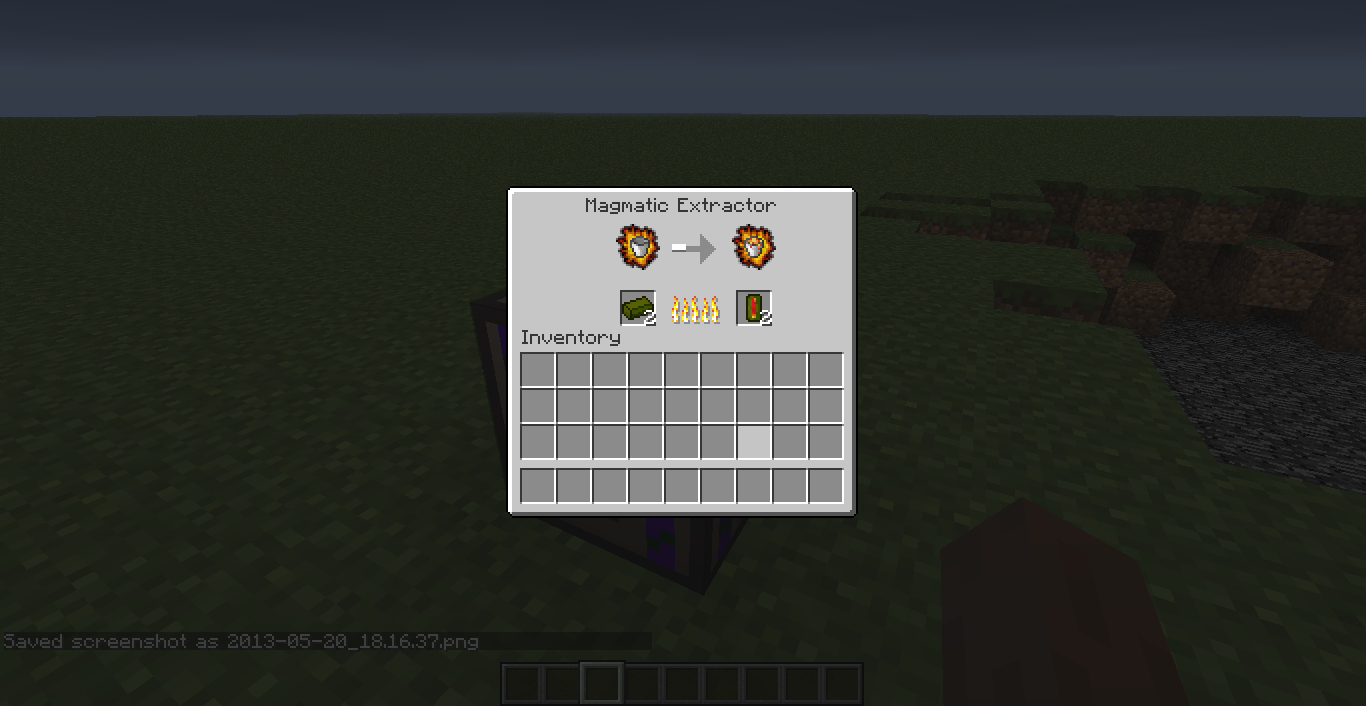 Magmatic Extractor
2 2
Inventory
Saved screenshot as 2013-05-20_18.16.37.png